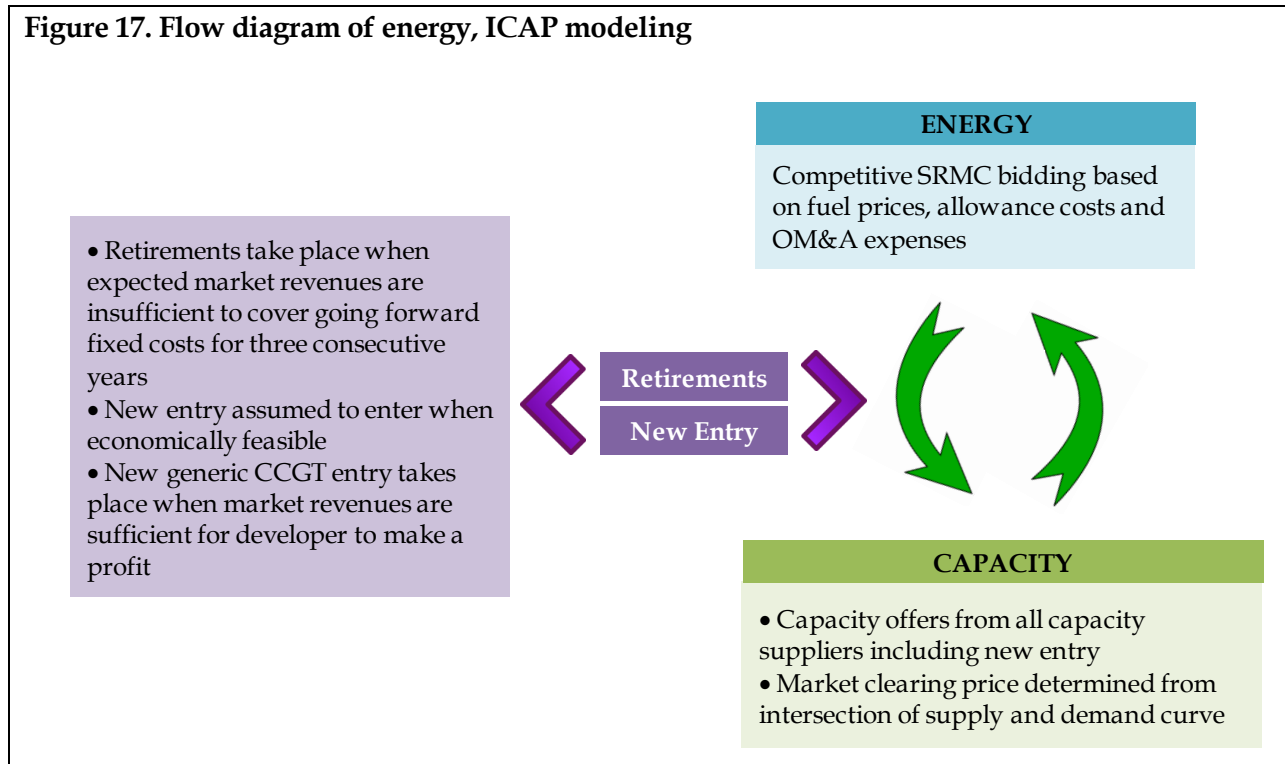 Figure 17. Flow diagram of energy, ICAP modeling
ENERGY
Competitive SRMC bidding based
on fuel prices, allowance costs and
OM&A expenses
• Retirements take place when
expected market revenues are
insufficient to cover going forward
fixed costs for three consecutive
years
• New entry assumed to enter when
economically feasible
• New generic CCGT entry takes
place when market revenues are
sufficient for developer to make a
profit
Retirements
New Entry
CAPACITY
• Capacity offers from all capacity
suppliers including new entry
• Market clearing price determined from
intersection of supply and demand curve